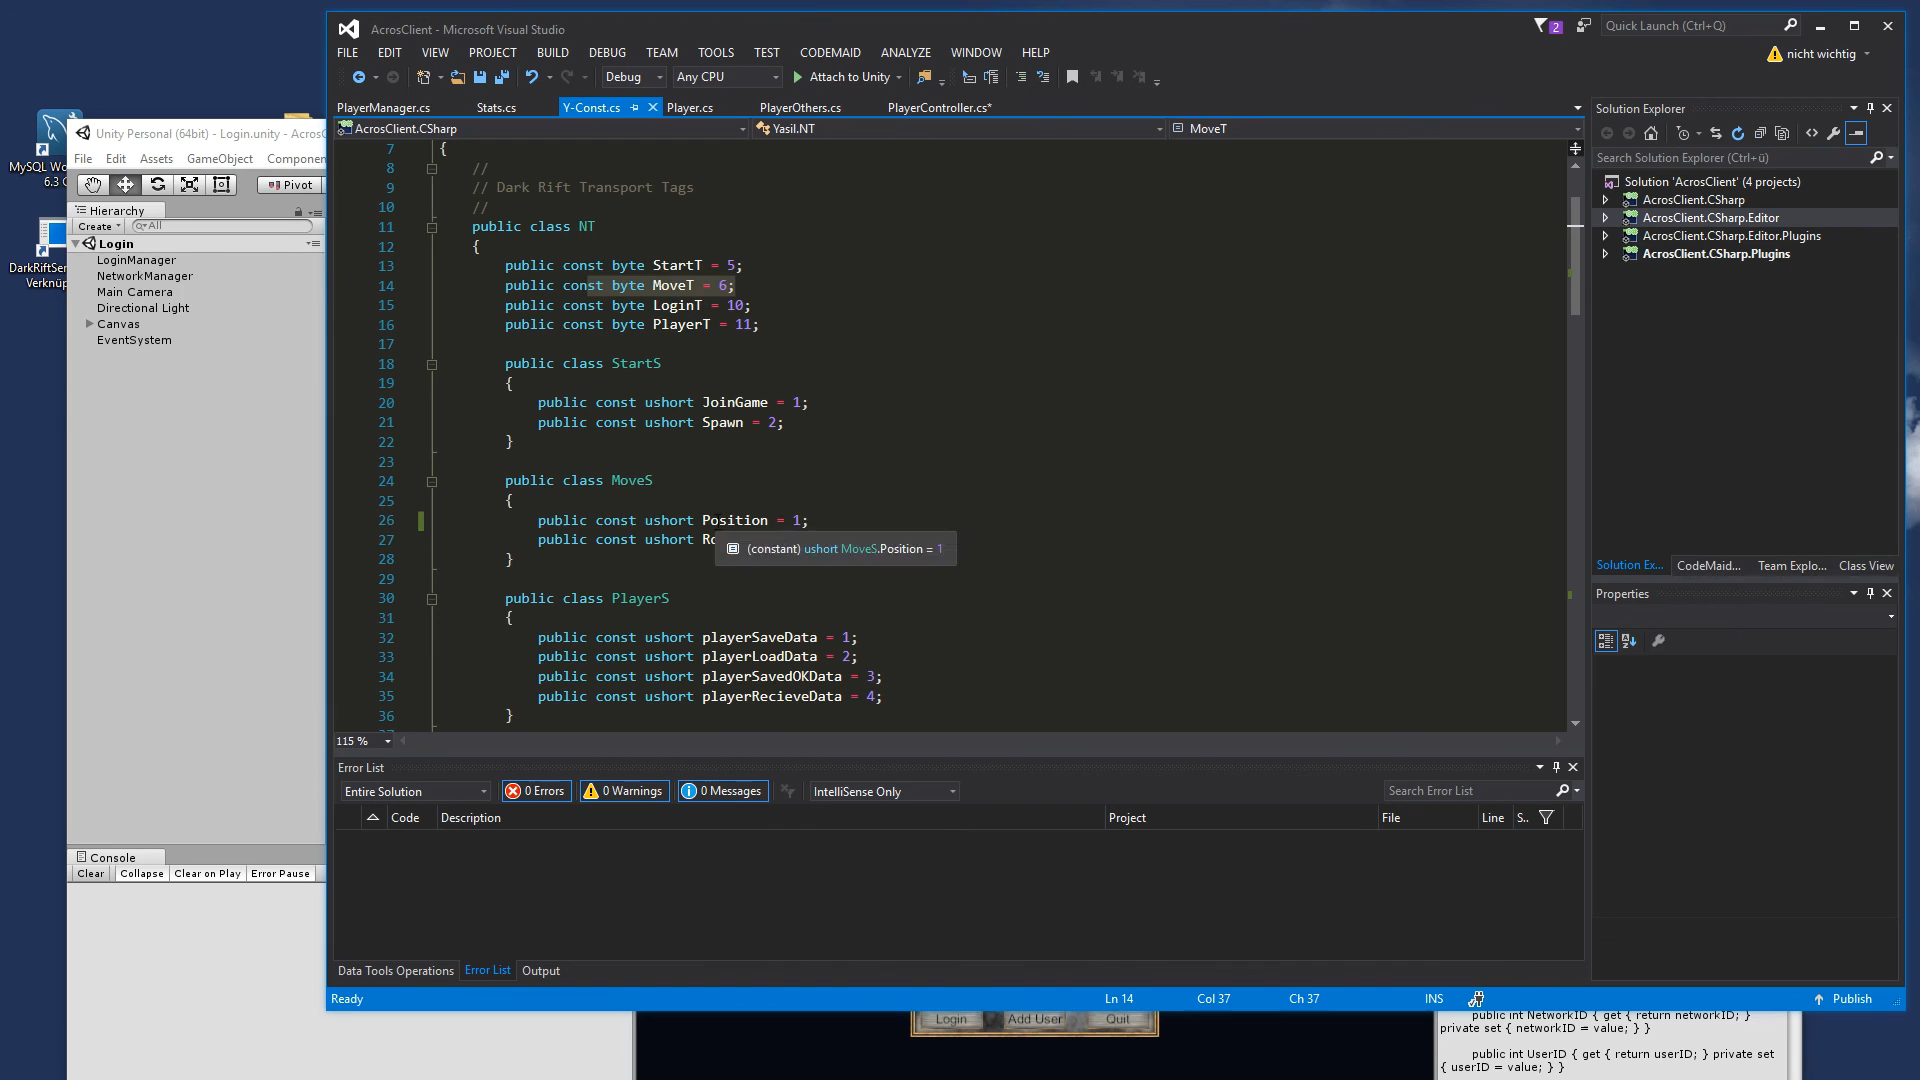 AcrosClient - Microsoft Visual Studio
2
Quick Launch (Ctrl+Q)
FILE EDIT VIEW PROJECT BUILD DEBUG TEAM TOOLS TEST CODEMAID ANALYZE WINDOW HELP
nicht wichtig
Debug Any CPU Attach to Unity
PlayerManager.cs Stats.cs Y-Const.cs Player.cs PlayerOthers.cs PlayerController.cs*
AcrosClient.CSharp Yasil.NT MoveT
7 {
8 //
9 // Dark Rift Transport Tags
10 //
11 public class NT
12 {
13 public const byte StartT = 5;
14 public const byte MoveT = 6;
15 public const byte LoginT = 10;
16 public const byte PlayerT = 11;
17
18 public class StartS
19 {
20 public const ushort JoinGame = 1;
21 public const ushort Spawn = 2;
22 }
23
24 public class MoveS
25 {
26 public const ushort Position = 1;
27 public const ushort Ro
(constant) ushort MoveS.Position = 1
28 }
29
30 public class PlayerS
31 {
32 public const ushort playerSaveData = 1;
33 public const ushort playerLoadData = 2;
34 public const ushort playerSavedOKData = 3;
35 public const ushort playerRecieveData = 4;
36 }
115 %
Error List
Entire Solution 0 Errors 0 Warnings 0 Messages IntelliSense Only Search Error List
Code Description Project File Line S..
Data Tools Operations Error List Output
Ready Ln 14 Col 37 Ch 37 INS Publish
Solution Explorer
Search Solution Explorer (Ctrl+ü)
Solution 'AcrosClient' (4 projects)
AcrosClient.CSharp
AcrosClient.CSharp.Editor
AcrosClient.CSharp.Editor.Plugins
AcrosClient.CSharp.Plugins
Solution Ex... CodeMaid... Team Explo... Class View
Properties
MySQL Wo
6.3 C
DarkRiftSer
Verknüp
Unity Personal (64bit) - Login.unity - Acros
File Edit Assets GameObject Componen
Pivot
Hierarchy
Create All
Login
LoginManager
NetworkManager
Main Camera
Directional Light
Canvas
EventSystem
Console
Clear Collapse Clear on Play Error Pause
Login Add User Quit
public int NetworkID { get { return networkID; }
private set { networkID = value; } }
public int UserID { get { return userID; } private set
{ userID = value; } }